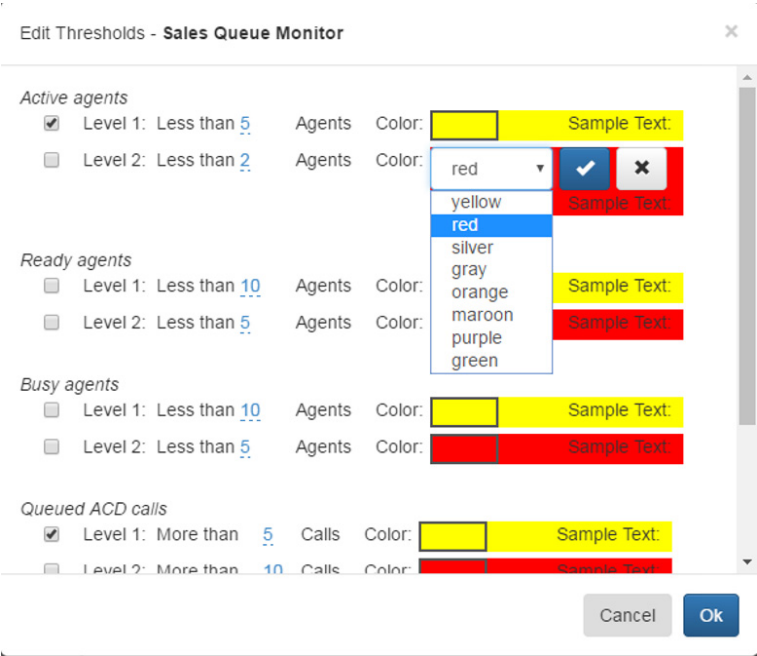 Edit Thresholds - Sales Queue Monitor ×
Active agents
Level 1: Less than 5 Agents Color: Sample Text:
Level 2: Less than 2 Agents Color: red
Sample Text:
yellow
red
silver
gray
orange
maroon
purple
green
Ready agents
Level 1: Less than 10 Agents Color: Sample Text:
Level 2: Less than 5 Agents Color: Sample Text:
Busy agents
Level 1: Less than 10 Agents Color: Sample Text:
Level 2: Less than 5 Agents Color: Sample Text:
Queued ACD calls
Level 1: More than 5 Calls Color: Sample Text:
Level 2: More than 10 Calls Color: Sample Text:
Cancel Ok